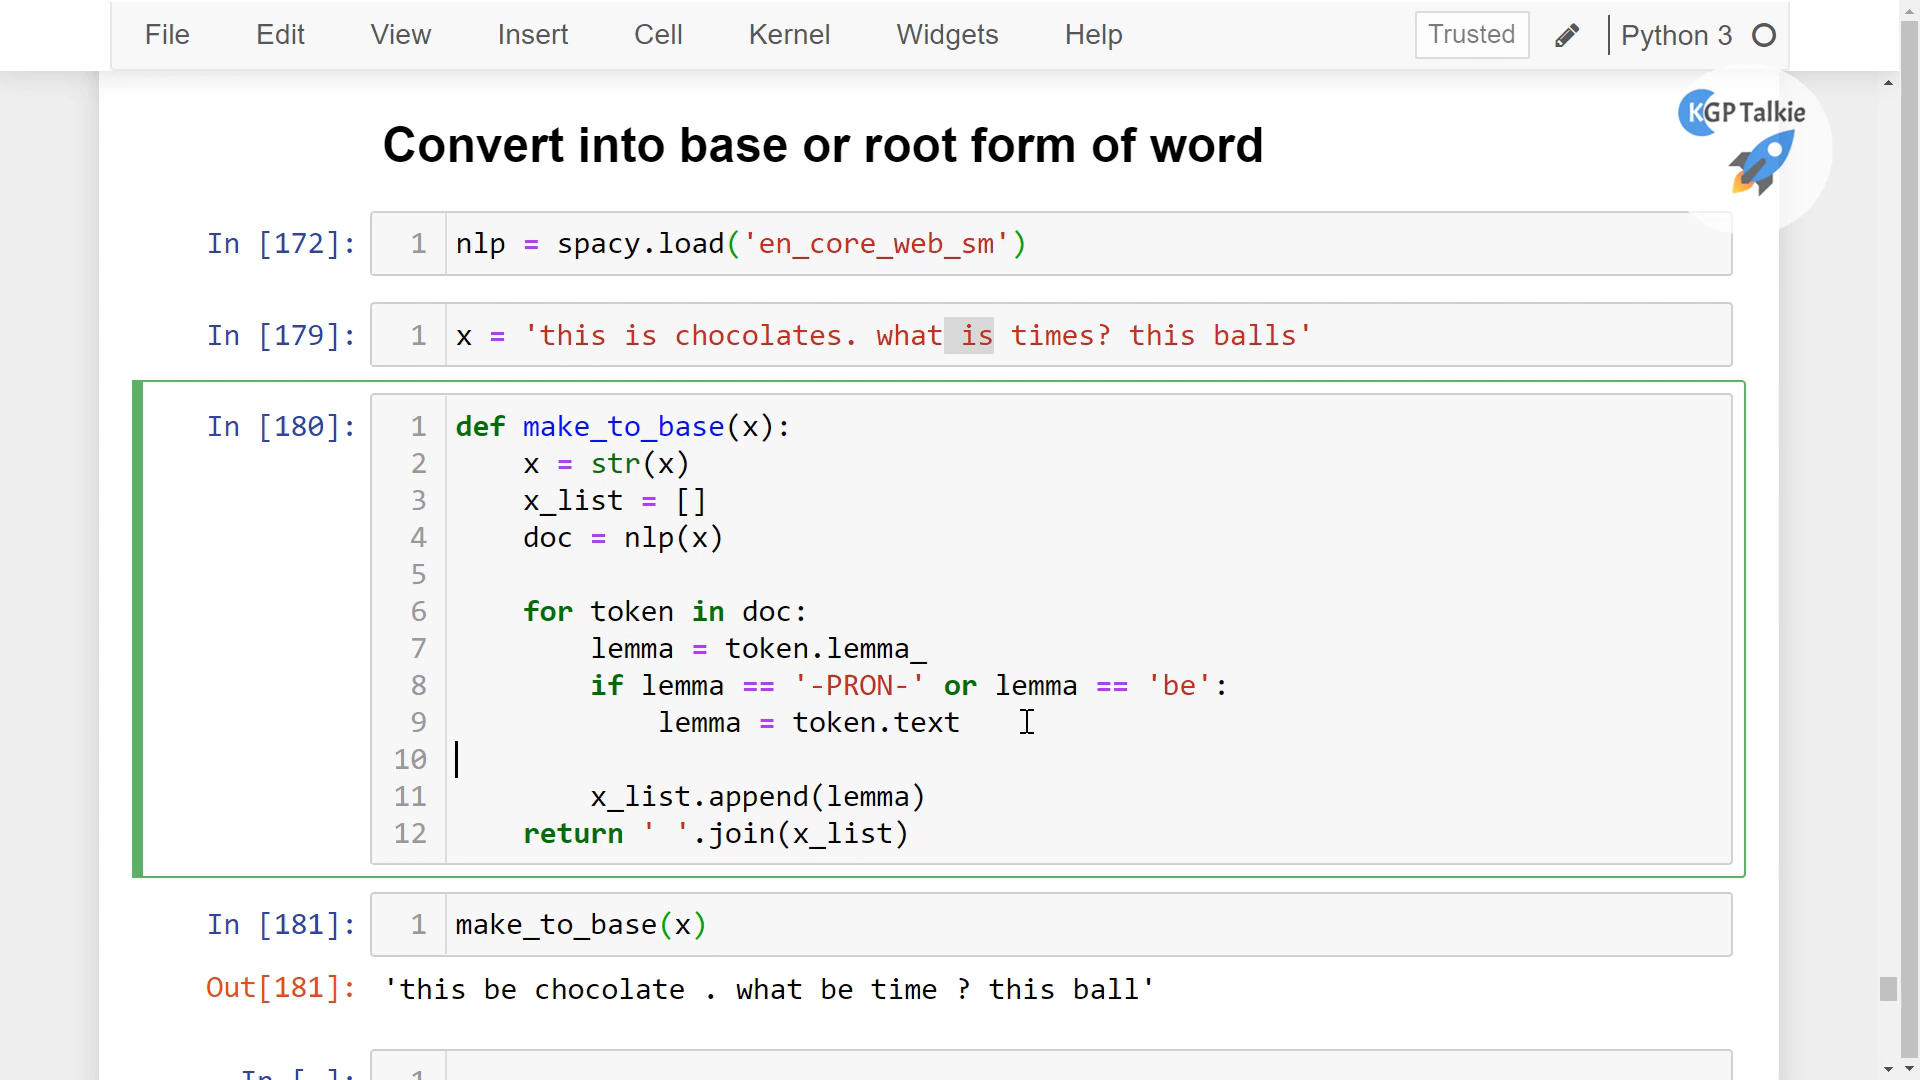 File Edit View Insert Cell Kernel Widgets Help Trusted Python 3
KGP Talkie
Convert into base or root form of word
In [172]: 1 nlp = spacy.load('en_core_web_sm')
In [179]: 1 x = 'this is chocolates. what is times? this balls'
In [180]: 1 def make_to_base(x):
2     x = str(x)
3     x_list = []
4     doc = nlp(x)
5
6     for token in doc:
7         lemma = token.lemma_
8         if lemma == '-PRON-' or lemma == 'be':
9             lemma = token.text
10
11         x_list.append(lemma)
12     return ' '.join(x_list)
In [181]: 1 make_to_base(x)
Out[181]: 'this be chocolate . what be time ? this ball'
In [ ]: 1